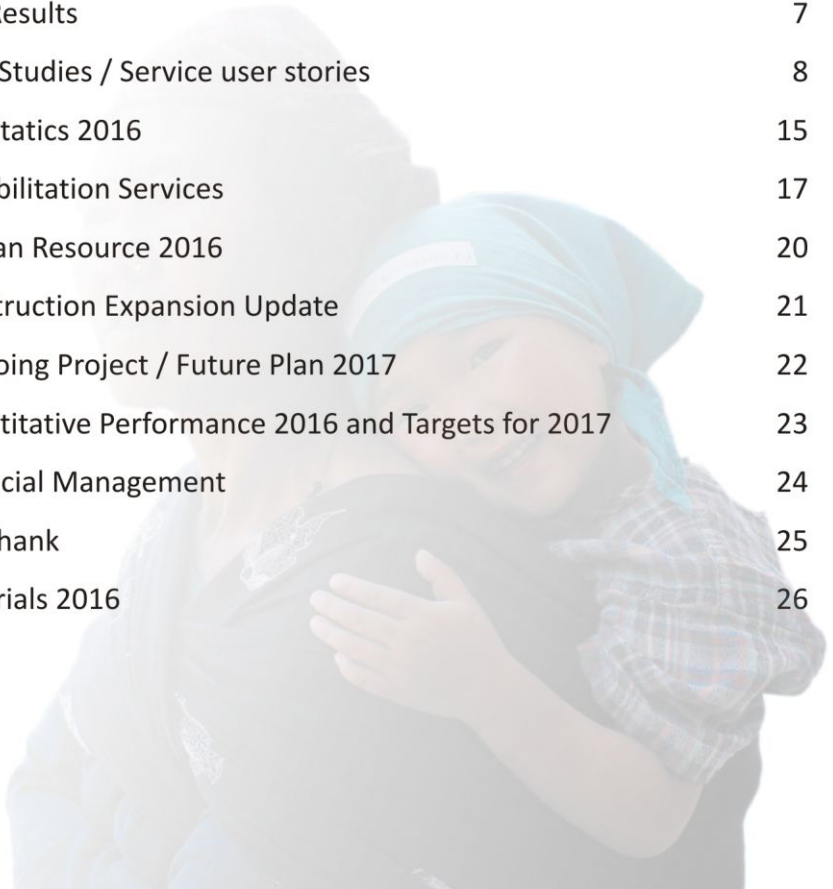 Results 7
Studies / Service user stories 8
tatics 2016 15
bilitation Services 17
an Resource 2016 20
truction Expansion Update 21
oing Project / Future Plan 2017 22
titative Performance 2016 and Targets for 2017 23
cial Management 24
hank 25
rials 2016 26